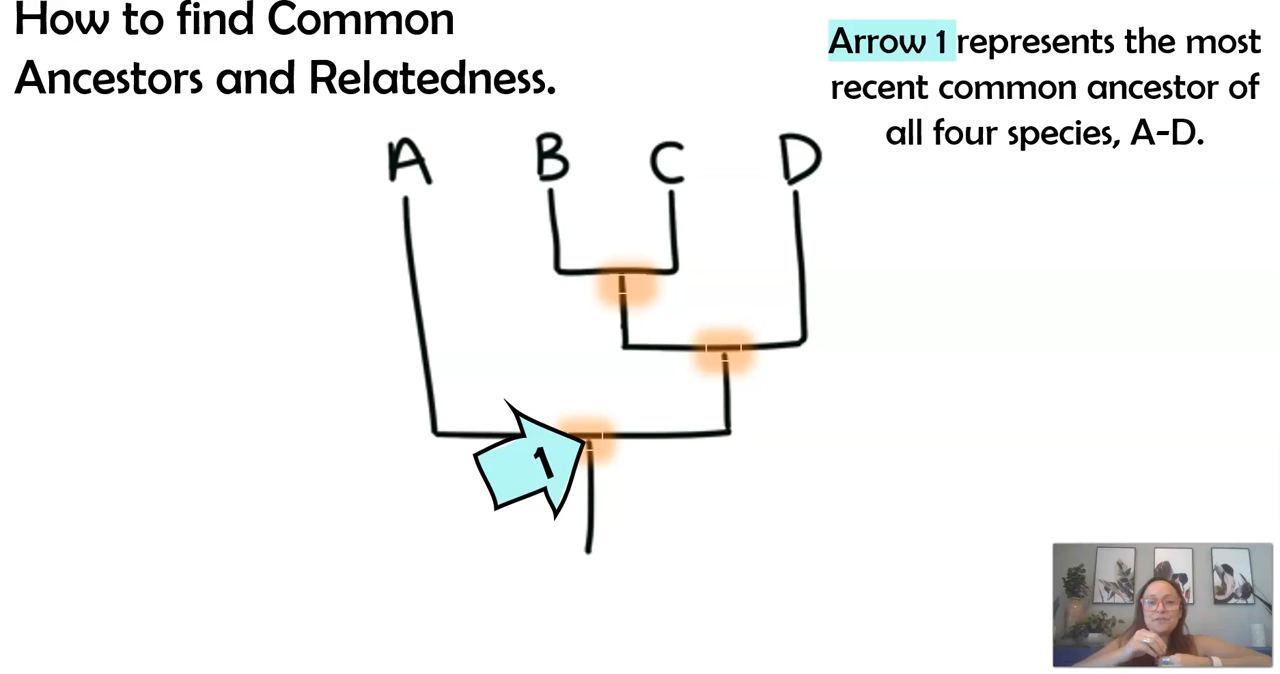 How to find Common
Ancestors and Relatedness.
Arrow 1 represents the most
recent common ancestor of
all four species, A-D.
A B C D
1